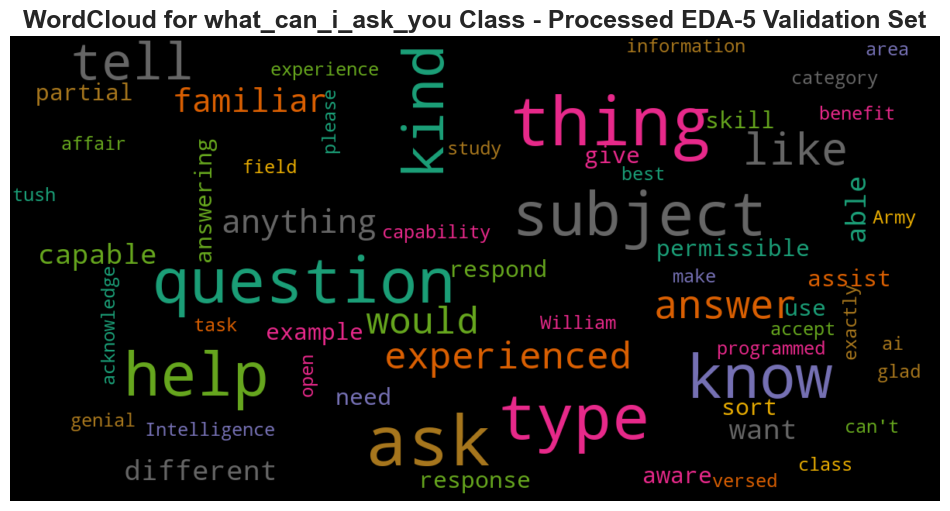 WordCloud for what_can_i_ask_you Class - Processed EDA-5 Validation Set
tell
experience
kind
information
area
category
partial
familiar
please
thing
skill
benefit
affair
answering
field
study
give
like
best
tush
anything
capability
subject
able
Army
capable
permissible
acknowledge
question
respond
make
assist
task
example
would
William
answer
use
accept
exactly
programmed
ai
help
open
experienced
know
glad
need
sort
genial
Intelligence
ask
type
want
can't
different
response
aware
versed
class